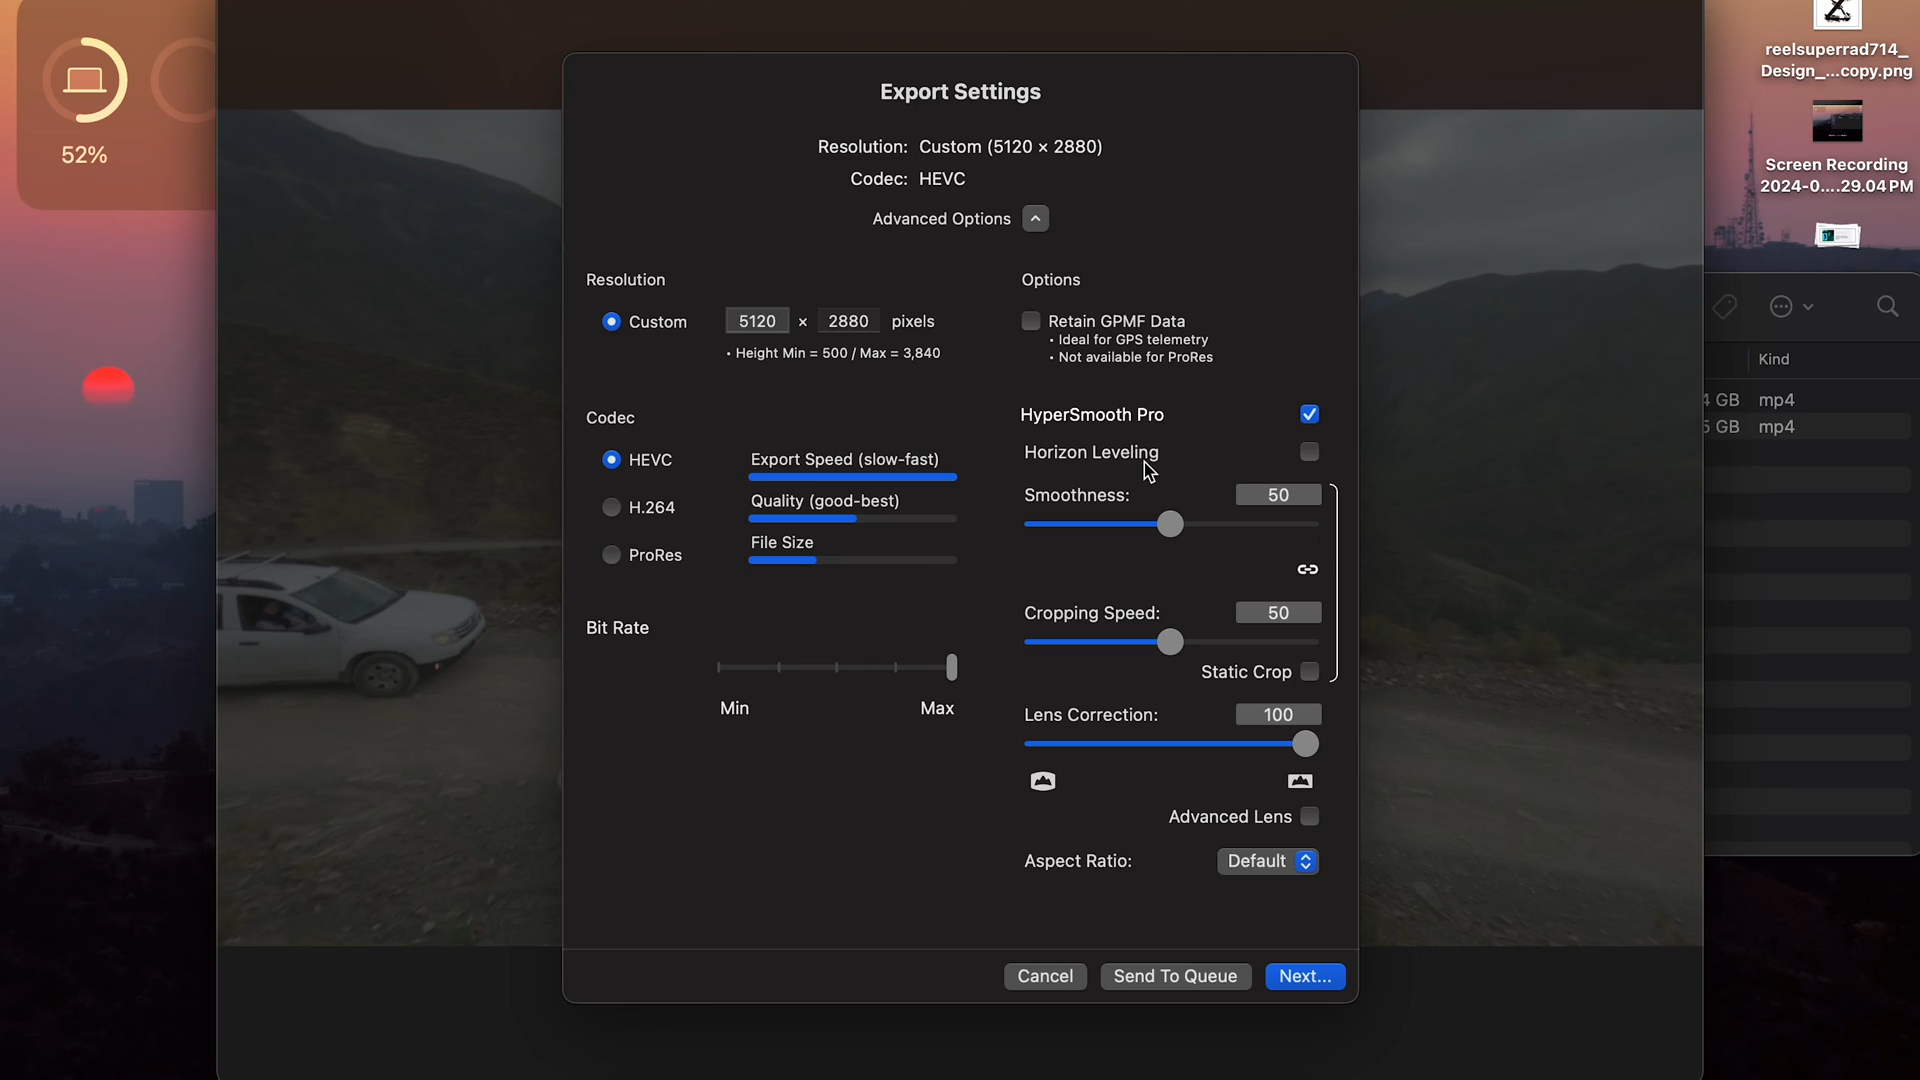 52%
reelsuperrad714_
Design_...copy.png
Screen Recording
2024-0....29.04 PM
Export Settings
Resolution: Custom (5120 × 2880)
Codec: HEVC
Advanced Options
Resolution
Custom 5120 × 2880 pixels
• Height Min = 500 / Max = 3,840
Codec
HEVC
H.264
ProRes
Export Speed (slow-fast)
Quality (good-best)
File Size
Bit Rate
Min Max
Options
Retain GPMF Data
• Ideal for GPS telemetry
• Not available for ProRes
HyperSmooth Pro
Horizon Leveling
Smoothness: 50
Cropping Speed: 50
Static Crop
Lens Correction: 100
Advanced Lens
Aspect Ratio: Default
Cancel Send To Queue Next...
Kind
GB mp4
GB mp4